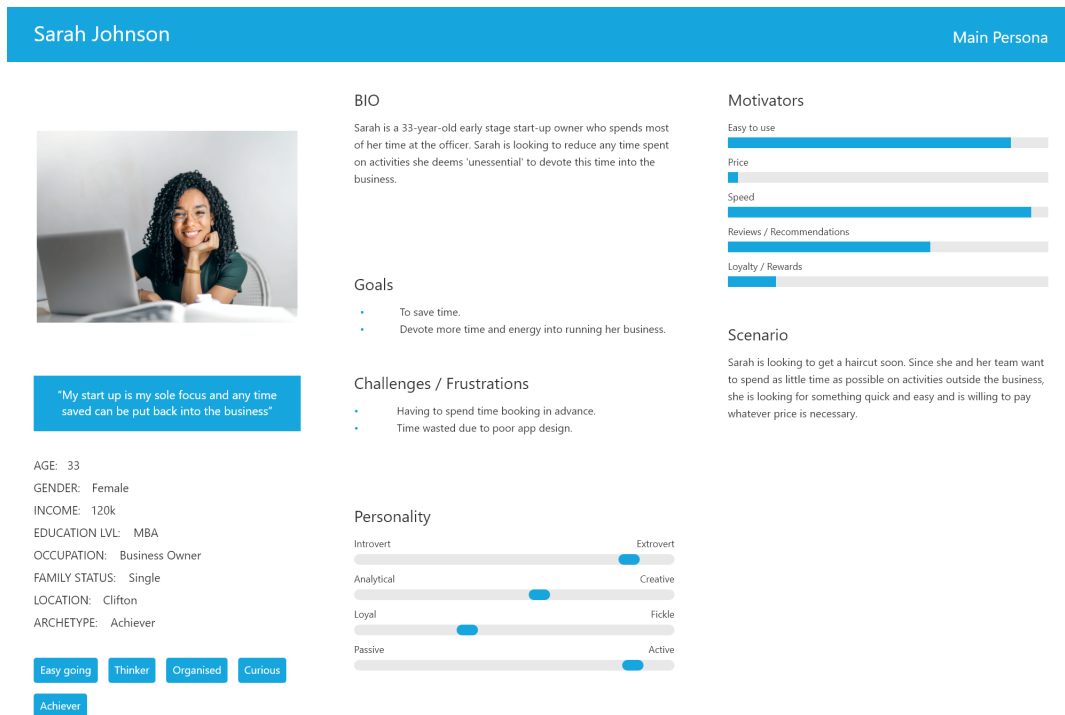 Sarah Johnson
Main Persona
“My start up is my sole focus and any time
saved can be put back into the business”
AGE: 33
GENDER: Female
INCOME: 120k
EDUCATION LVL: MBA
OCCUPATION: Business Owner
FAMILY STATUS: Single
LOCATION: Clifton
ARCHETYPE: Achiever
Easy going Thinker Organised Curious
Achiever
BIO
Sarah is a 33-year-old early stage start-up owner who spends most
of her time at the officer. Sarah is looking to reduce any time spent
on activities she deems ‘unessential’ to devote this time into the
business.
Goals
• To save time.
• Devote more time and energy into running her business.
Challenges / Frustrations
• Having to spend time booking in advance.
• Time wasted due to poor app design.
Personality
Introvert Extrovert
Analytical Creative
Loyal Fickle
Passive Active
Motivators
Easy to use
Price
Speed
Reviews / Recommendations
Loyalty / Rewards
Scenario
Sarah is looking to get a haircut soon. Since she and her team want
to spend as little time as possible on activities outside the business,
she is looking for something quick and easy and is willing to pay
whatever price is necessary.